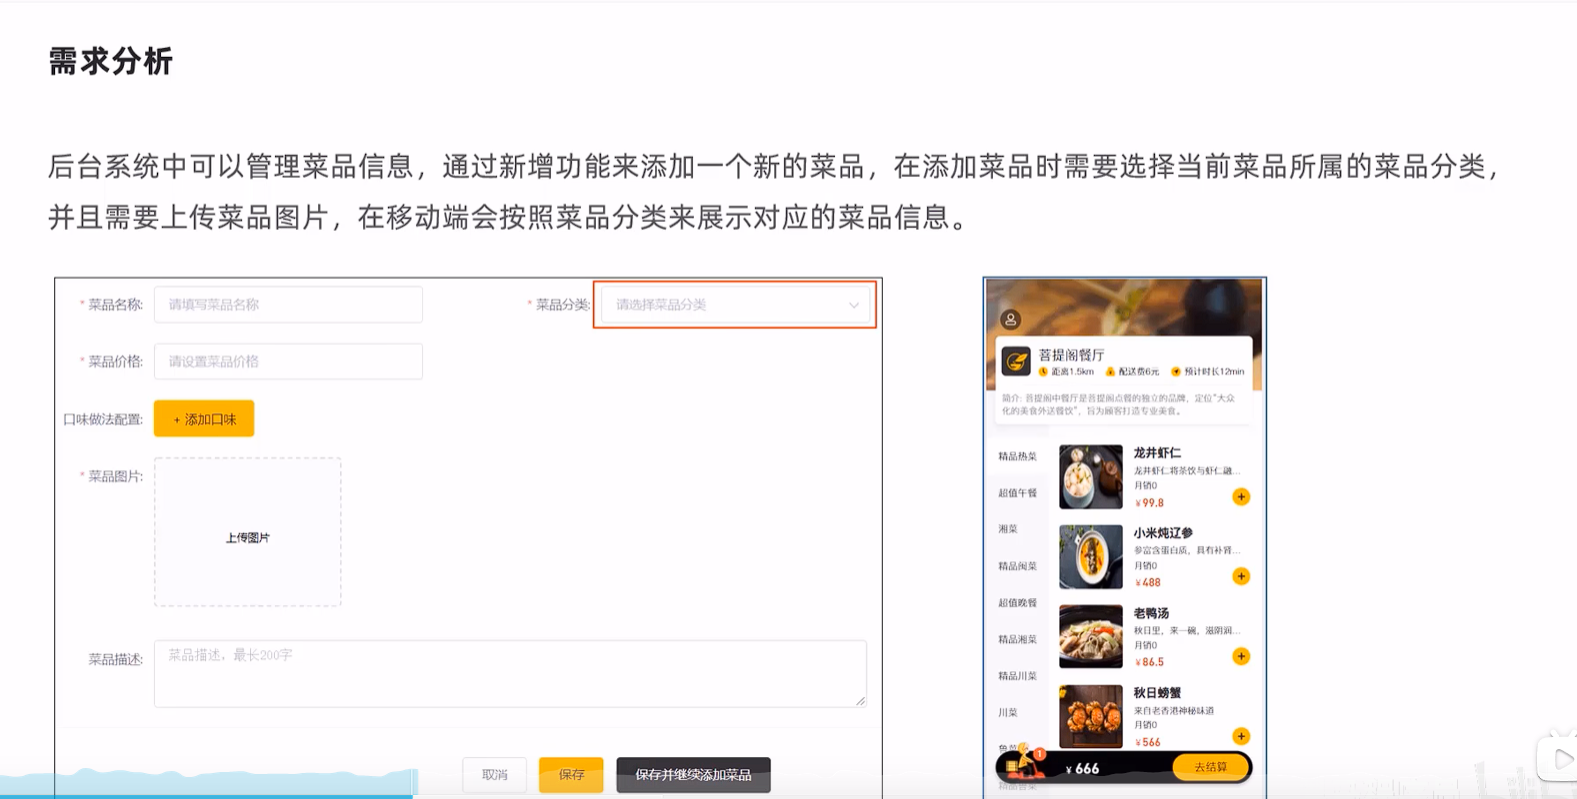 需求分析
后台系统中可以管理菜品信息，通过新增功能来添加一个新的菜品，在添加菜品时需要选择当前菜品所属的菜品分类，
并且需要上传菜品图片，在移动端会按照菜品分类来展示对应的菜品信息。
* 菜品名称: 请填写菜品名称
* 菜品分类: 请选择菜品分类
* 菜品价格: 请设置菜品价格
口味做法配置: + 添加口味
* 菜品图片:
上传图片
菜品描述: 菜品描述，最长200字
取消 保存 保存并继续添加菜品
菩提阁餐厅
距离1.5km 配送费6元 预计时长12min
简介: 菩提阁中餐厅是菩提阁点餐的独立的品牌，定位"大众
化的美食外送餐饮"，旨为顾客打造专业美食。
精品热菜
超值午餐
湘菜
精品闽菜
超值晚餐
精品湘菜
精品川菜
川菜
龙井虾仁
龙井虾仁将茶饮与虾仁融...
月销0
¥99.8
小米炖辽参
参富含蛋白质，具有补肾...
月销0
¥488
老鸭汤
秋日里，来一碗，滋阴润...
月销0
¥86.5
秋日螃蟹
来自老香港神秘味道
月销0
¥566
1
¥ 666
去结算